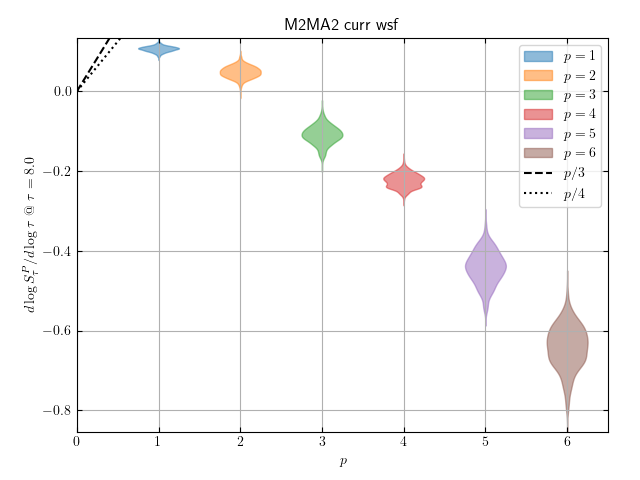 M2MA2 curr wsf
d log S_τ^P / d log τ @ τ = 8.0
0.0
−0.2
−0.4
−0.6
−0.8
0 1 2 3 4 5 6
p
p = 1
p = 2
p = 3
p = 4
p = 5
p = 6
p/3
p/4